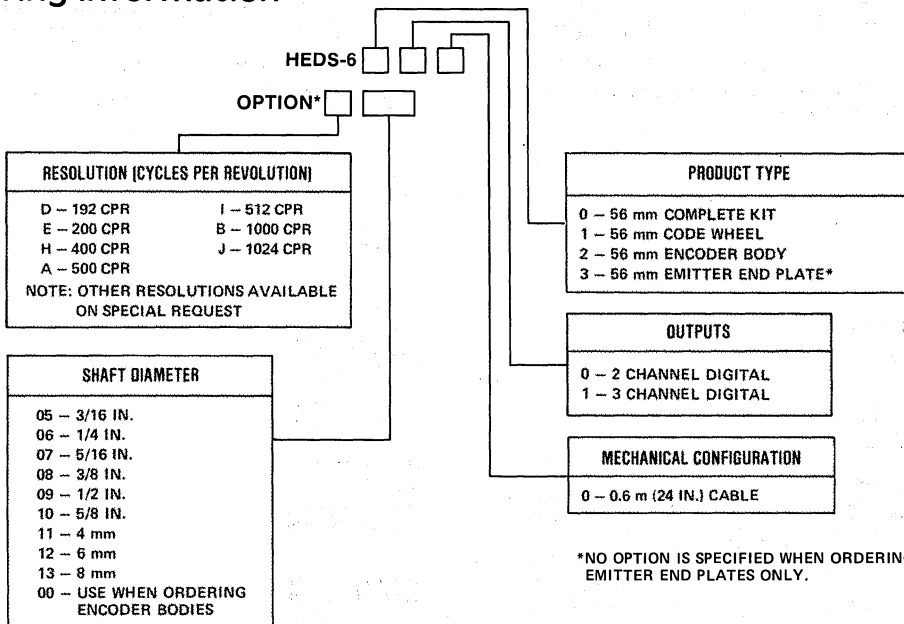 HEDS-6
OPTION*
RESOLUTION (CYCLES PER REVOLUTION)
D – 192 CPR I – 512 CPR
E – 200 CPR B – 1000 CPR
H – 400 CPR J – 1024 CPR
A – 500 CPR
NOTE: OTHER RESOLUTIONS AVAILABLE
ON SPECIAL REQUEST
SHAFT DIAMETER
05 – 3/16 IN.
06 – 1/4 IN.
07 – 5/16 IN.
08 – 3/8 IN.
09 – 1/2 IN.
10 – 5/8 IN.
11 – 4 mm
12 – 6 mm
13 – 8 mm
00 – USE WHEN ORDERING
ENCODER BODIES
PRODUCT TYPE
0 – 56 mm COMPLETE KIT
1 – 56 mm CODE WHEEL
2 – 56 mm ENCODER BODY
3 – 56 mm EMITTER END PLATE*
OUTPUTS
0 – 2 CHANNEL DIGITAL
1 – 3 CHANNEL DIGITAL
MECHANICAL CONFIGURATION
0 – 0.6 m (24 IN.) CABLE
*NO OPTION IS SPECIFIED WHEN
EMITTER END PLATES ONLY.